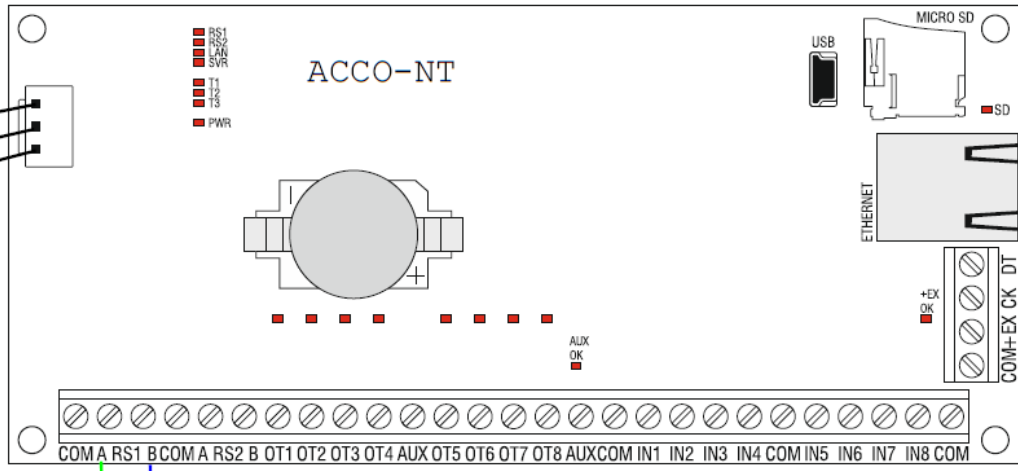 MICRO SD
RS1
RS2
LAN
SVR
USB
ACCO-NT
T1
T2
T3
PWR
SD
ETHERNET
DT
CK
+EX
COM
+EX
OK
AUX
OK
COM A RS1 B COM A RS2 B OT1 OT2 OT3 OT4 AUX OT5 OT6 OT7 OT8 AUX COM IN1 IN2 IN3 IN4 COM IN5 IN6 IN7 IN8 COM